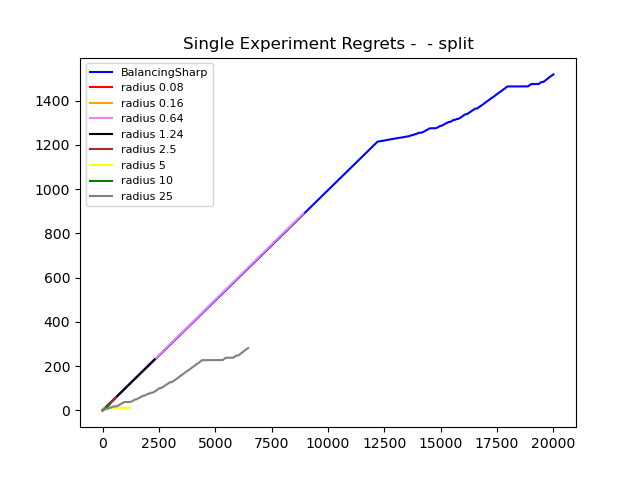 Single Experiment Regrets -  - split
BalancingSharp
radius 0.08
radius 0.16
radius 0.64
radius 1.24
radius 2.5
radius 5
radius 10
radius 25
1400
1200
1000
800
600
400
200
0
0 2500 5000 7500 10000 12500 15000 17500 20000